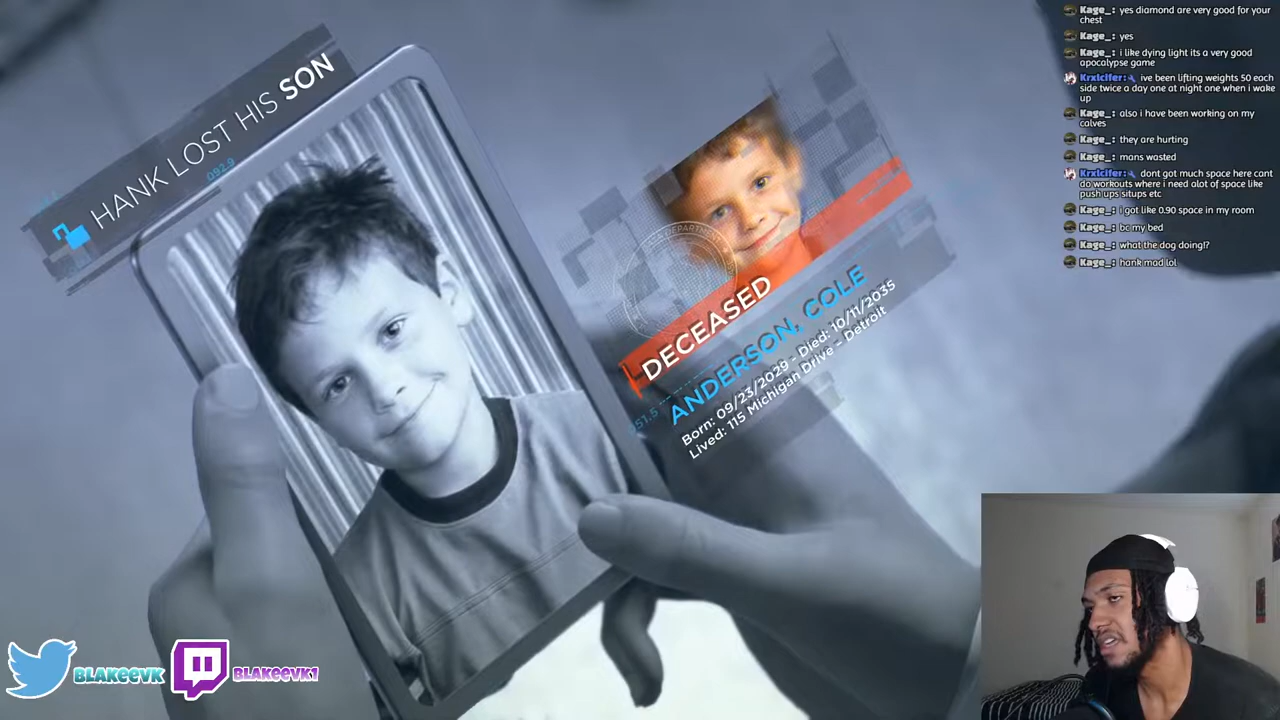 HANK LOST HIS SON
092.9
DEPARTME
DECEASED
ANDERSON, COLE
Born: 09/23/2029 - Died: 10/11/2035
Lived: 115 Michigan Drive - Detroit
Kage_: yes diamond are very good for your
chest
Kage_: yes
Kage_: i like dying light its a very good
apocalypse game
Krxlcifer: ive been lifting weights 50 each
side twice a day one at night one when i wake
up
Kage_: also i have been working on my
calves
Kage_: they are hurting
Kage_: mans wasted
Krxlcifer: dont got much space here cant
do workouts where i need alot of space like
push ups situps etc
Kage_: i got like 0.90 space in my room
Kage_: bc my bed
Kage_: what the dog doing!?
Kage_: hank mad lol
BLAKEEVK
BLAKEEVK1